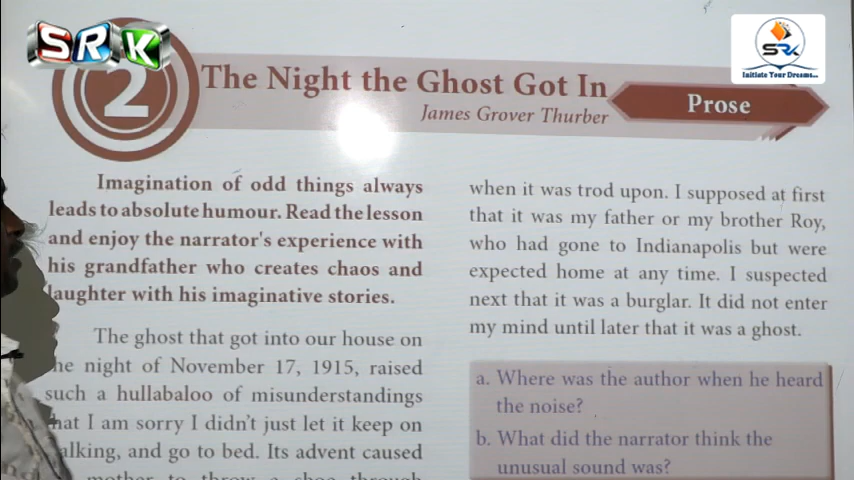 SRK
SRK
Initiate Your Dreams...
2
The Night the Ghost Got In
James Grover Thurber
Prose
Imagination of odd things always
leads to absolute humour. Read the lesson
and enjoy the narrator's experience with
his grandfather who creates chaos and
laughter with his imaginative stories.
The ghost that got into our house on
he night of November 17, 1915, raised
such a hullabaloo of misunderstandings
hat I am sorry I didn't just let it keep on
alking, and go to bed. Its advent caused
mother to throw a shoe through
when it was trod upon. I supposed at first
that it was my father or my brother Roy,
who had gone to Indianapolis but were
expected home at any time. I suspected
next that it was a burglar. It did not enter
my mind until later that it was a ghost.
a. Where was the author when he heard
the noise?
b. What did the narrator think the
unusual sound was?